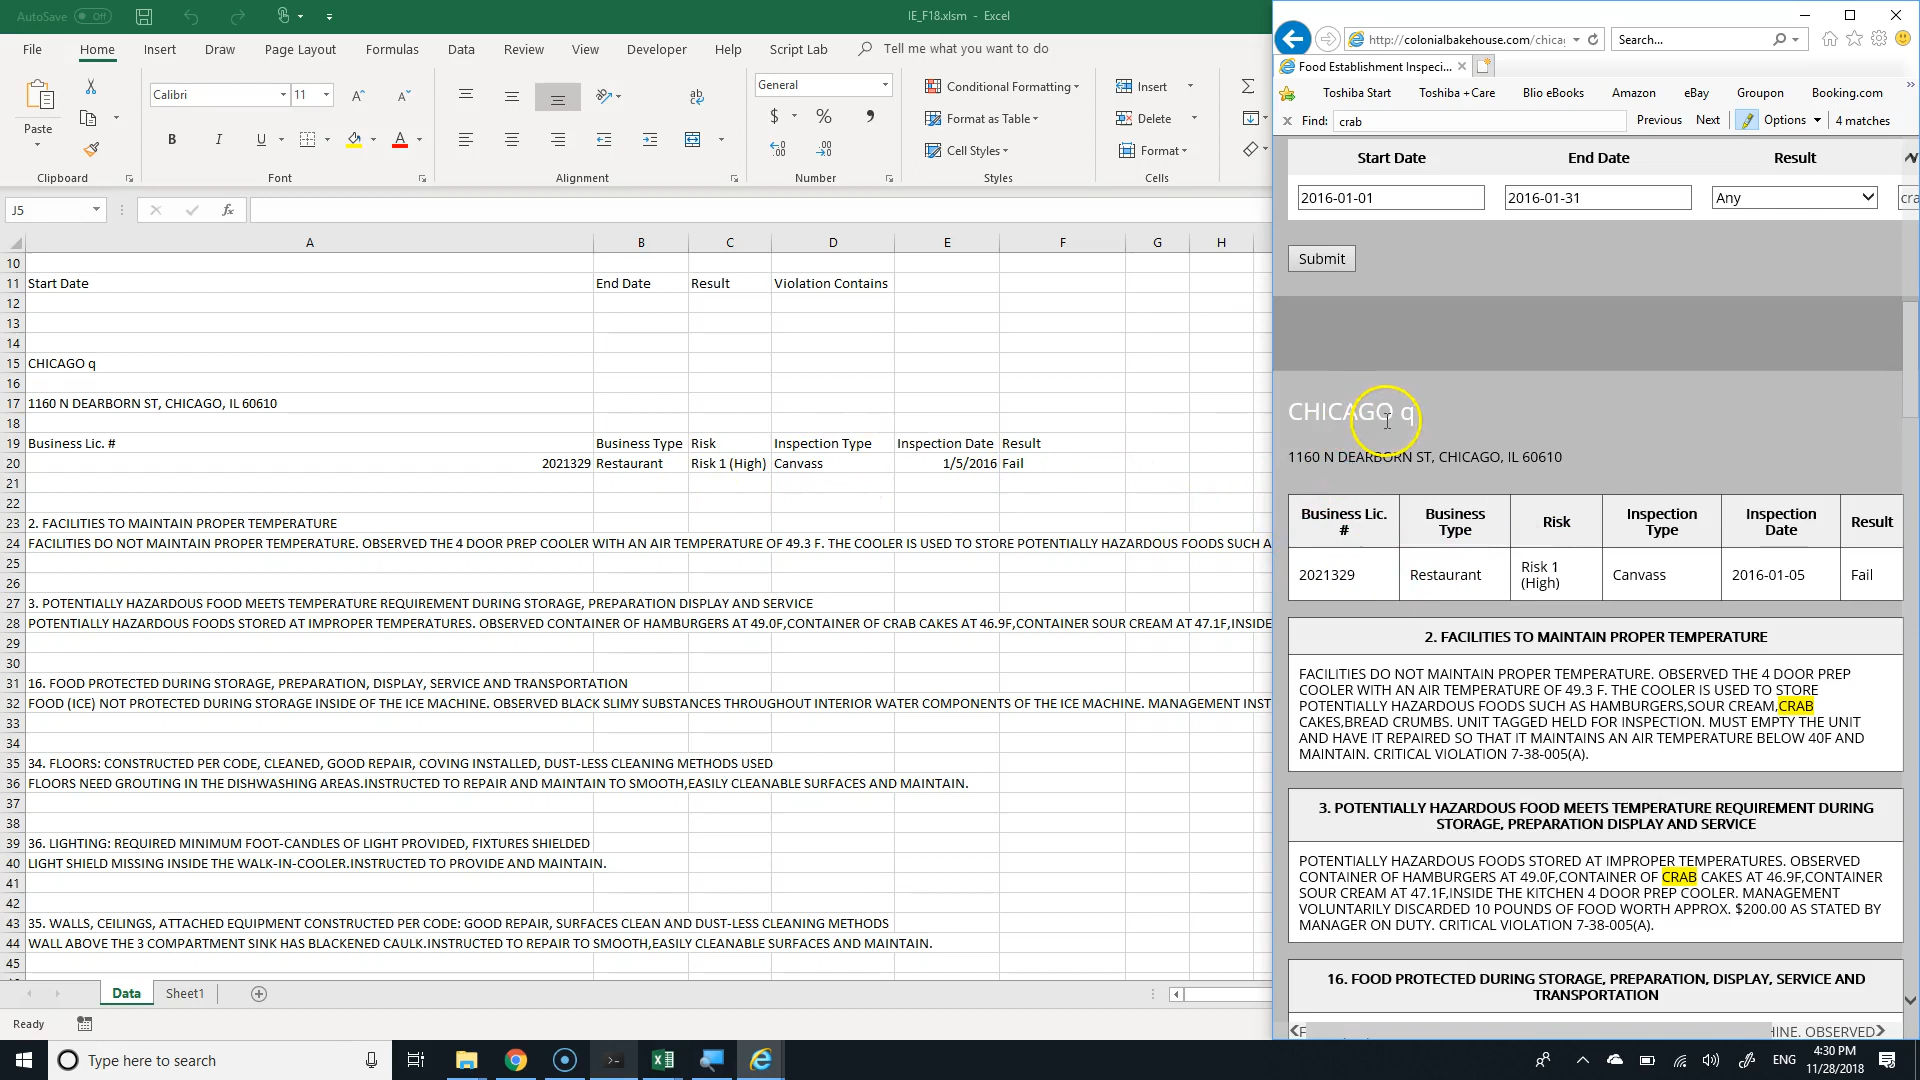 AutoSave Off
IE_F18.xlsm - Excel
File Home Insert Draw Page Layout Formulas Data Review View Developer Help Script Lab Tell me what you want to do
Paste
Calibri 11
B I U A
General
$ % ,
Conditional Formatting
Format as Table
Cell Styles
Insert
Delete
Format
Clipboard Font Alignment Number Styles Cells
J5 fx
A B C D E F G H
10
11 Start Date End Date Result Violation Contains
12
13
14
15 CHICAGO q
16
17 1160 N DEARBORN ST, CHICAGO, IL 60610
18
19 Business Lic. # Business Type Risk Inspection Type Inspection Date Result
20 2021329 Restaurant Risk 1 (High) Canvass 1/5/2016 Fail
21
22
23 2. FACILITIES TO MAINTAIN PROPER TEMPERATURE
24 FACILITIES DO NOT MAINTAIN PROPER TEMPERATURE. OBSERVED THE 4 DOOR PREP COOLER WITH AN AIR TEMPERATURE OF 49.3 F. THE COOLER IS USED TO STORE POTENTIALLY HAZARDOUS FOODS SUCH A
25
26
27 3. POTENTIALLY HAZARDOUS FOOD MEETS TEMPERATURE REQUIREMENT DURING STORAGE, PREPARATION DISPLAY AND SERVICE
28 POTENTIALLY HAZARDOUS FOODS STORED AT IMPROPER TEMPERATURES. OBSERVED CONTAINER OF HAMBURGERS AT 49.0F,CONTAINER OF CRAB CAKES AT 46.9F,CONTAINER SOUR CREAM AT 47.1F,INSIDE
29
30
31 16. FOOD PROTECTED DURING STORAGE, PREPARATION, DISPLAY, SERVICE AND TRANSPORTATION
32 FOOD (ICE) NOT PROTECTED DURING STORAGE INSIDE OF THE ICE MACHINE. OBSERVED BLACK SLIMY SUBSTANCES THROUGHOUT INTERIOR WATER COMPONENTS OF THE ICE MACHINE. MANAGEMENT INST
33
34
35 34. FLOORS: CONSTRUCTED PER CODE, CLEANED, GOOD REPAIR, COVING INSTALLED, DUST-LESS CLEANING METHODS USED
36 FLOORS NEED GROUTING IN THE DISHWASHING AREAS.INSTRUCTED TO REPAIR AND MAINTAIN TO SMOOTH,EASILY CLEANABLE SURFACES AND MAINTAIN.
37
38
39 36. LIGHTING: REQUIRED MINIMUM FOOT-CANDLES OF LIGHT PROVIDED, FIXTURES SHIELDED
40 LIGHT SHIELD MISSING INSIDE THE WALK-IN-COOLER.INSTRUCTED TO PROVIDE AND MAINTAIN.
41
42
43 35. WALLS, CEILINGS, ATTACHED EQUIPMENT CONSTRUCTED PER CODE: GOOD REPAIR, SURFACES CLEAN AND DUST-LESS CLEANING METHODS
44 WALL ABOVE THE 3 COMPARTMENT SINK HAS BLACKENED CAULK.INSTRUCTED TO REPAIR TO SMOOTH,EASILY CLEANABLE SURFACES AND MAINTAIN.
45
Data Sheet1
Ready
http://colonialbakehouse.com/chica Search...
Food Establishment Inspeci...
Toshiba Start Toshiba +Care Blio eBooks Amazon eBay Groupon Booking.com
Find: crab Previous Next Options 4 matches
Start Date End Date Result
2016-01-01 2016-01-31 Any cra
Submit
CHICAGO q
1160 N DEARBORN ST, CHICAGO, IL 60610
Business Lic. # Business Type Risk Inspection Type Inspection Date Result
2021329 Restaurant Risk 1 (High) Canvass 2016-01-05 Fail
2. FACILITIES TO MAINTAIN PROPER TEMPERATURE
FACILITIES DO NOT MAINTAIN PROPER TEMPERATURE. OBSERVED THE 4 DOOR PREP
COOLER WITH AN AIR TEMPERATURE OF 49.3 F. THE COOLER IS USED TO STORE
POTENTIALLY HAZARDOUS FOODS SUCH AS HAMBURGERS,SOUR CREAM,CRAB
CAKES,BREAD CRUMBS. UNIT TAGGED HELD FOR INSPECTION. MUST EMPTY THE UNIT
AND HAVE IT REPAIRED SO THAT IT MAINTAINS AN AIR TEMPERATURE BELOW 40F AND
MAINTAIN. CRITICAL VIOLATION 7-38-005(A).
3. POTENTIALLY HAZARDOUS FOOD MEETS TEMPERATURE REQUIREMENT DURING
STORAGE, PREPARATION DISPLAY AND SERVICE
POTENTIALLY HAZARDOUS FOODS STORED AT IMPROPER TEMPERATURES. OBSERVED
CONTAINER OF HAMBURGERS AT 49.0F,CONTAINER OF CRAB CAKES AT 46.9F,CONTAINER
SOUR CREAM AT 47.1F,INSIDE THE KITCHEN 4 DOOR PREP COOLER. MANAGEMENT
VOLUNTARILY DISCARDED 10 POUNDS OF FOOD WORTH APPROX. $200.00 AS STATED BY
MANAGER ON DUTY. CRITICAL VIOLATION 7-38-005(A).
16. FOOD PROTECTED DURING STORAGE, PREPARATION, DISPLAY, SERVICE AND
TRANSPORTATION
HINE. OBSERVED
Type here to search
ENG
4:30 PM
11/28/2018